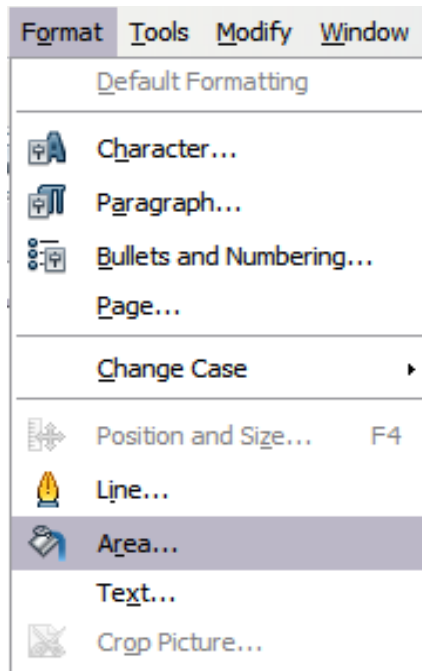 Format Tools Modify Window
Default Formatting
Character...
Paragraph...
Bullets and Numbering...
Page...
Change Case
Position and Size... F4
Line...
Area...
Text...
Crop Picture...